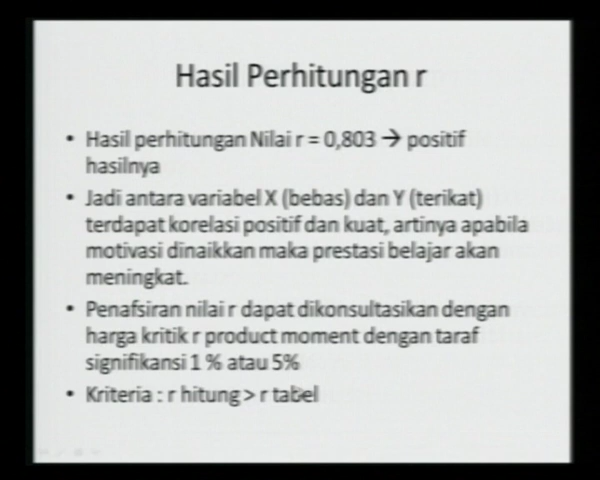 Hasil Perhitungan r
• Hasil perhitungan Nilai r = 0,803 → positif
hasilnya
• Jadi antara variabel X (bebas) dan Y (terikat)
terdapat korelasi positif dan kuat, artinya apabila
motivasi dinaikkan maka prestasi belajar akan
meningkat.
• Penafsiran nilai r dapat dikonsultasikan dengan
harga kritik r product moment dengan taraf
signifikansi 1 % atau 5%
• Kriteria : r hitung > r tabel